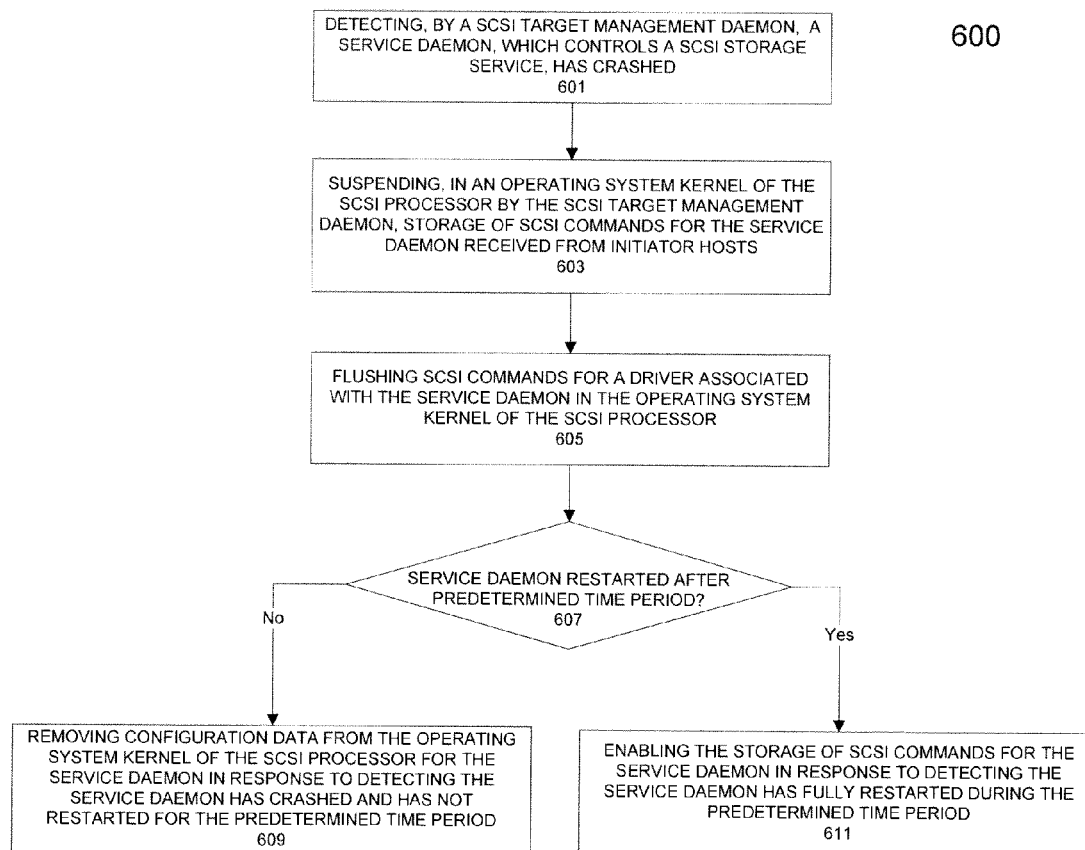 DETECTING, BY A SCSI TARGET MANAGEMENT DAEMON, A
SERVICE DAEMON, WHICH CONTROLS A SCSI STORAGE
SERVICE, HAS CRASHED
601
600
SUSPENDING, IN AN OPERATING SYSTEM KERNEL OF THE
SCSI PROCESSOR BY THE SCSI TARGET MANAGEMENT
DAEMON, STORAGE OF SCSI COMMANDS FOR THE SERVICE
DAEMON RECEIVED FROM INITIATOR HOSTS
603
FLUSHING SCSI COMMANDS FOR A DRIVER ASSOCIATED
WITH THE SERVICE DAEMON IN THE OPERATING SYSTEM
KERNEL OF THE SCSI PROCESSOR
605
SERVICE DAEMON RESTARTED AFTER
PREDETERMINED TIME PERIOD?
607
No
Yes
REMOVING CONFIGURATION DATA FROM THE OPERATING
SYSTEM KERNEL OF THE SCSI PROCESSOR FOR THE
SERVICE DAEMON IN RESPONSE TO DETECTING THE
SERVICE DAEMON HAS CRASHED AND HAS NOT
RESTARTED FOR THE PREDETERMINED TIME PERIOD
609
ENABLING THE STORAGE OF SCSI COMMANDS FOR THE
SERVICE DAEMON IN RESPONSE TO DETECTING THE
SERVICE DAEMON HAS FULLY RESTARTED DURING THE
PREDETERMINED TIME PERIOD
611